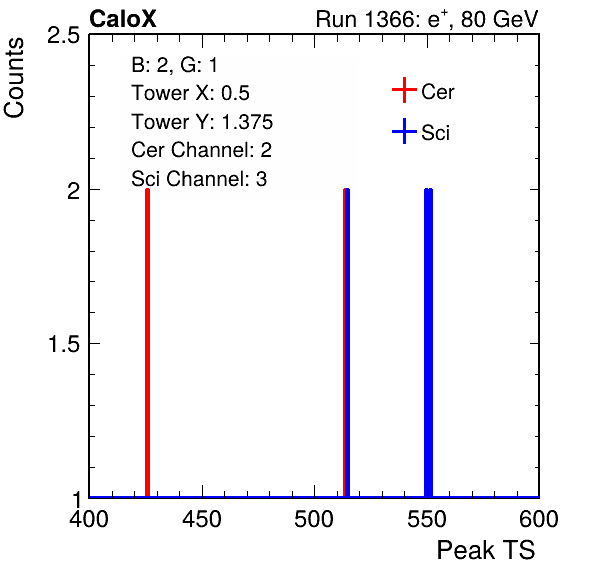 CaloX Run 1366: e⁺, 80 GeV
Counts
2.5
2
1.5
1
B: 2, G: 1
Tower X: 0.5
Tower Y: 1.375
Cer Channel: 2
Sci Channel: 3
Cer
Sci
400 450 500 550 600
Peak TS